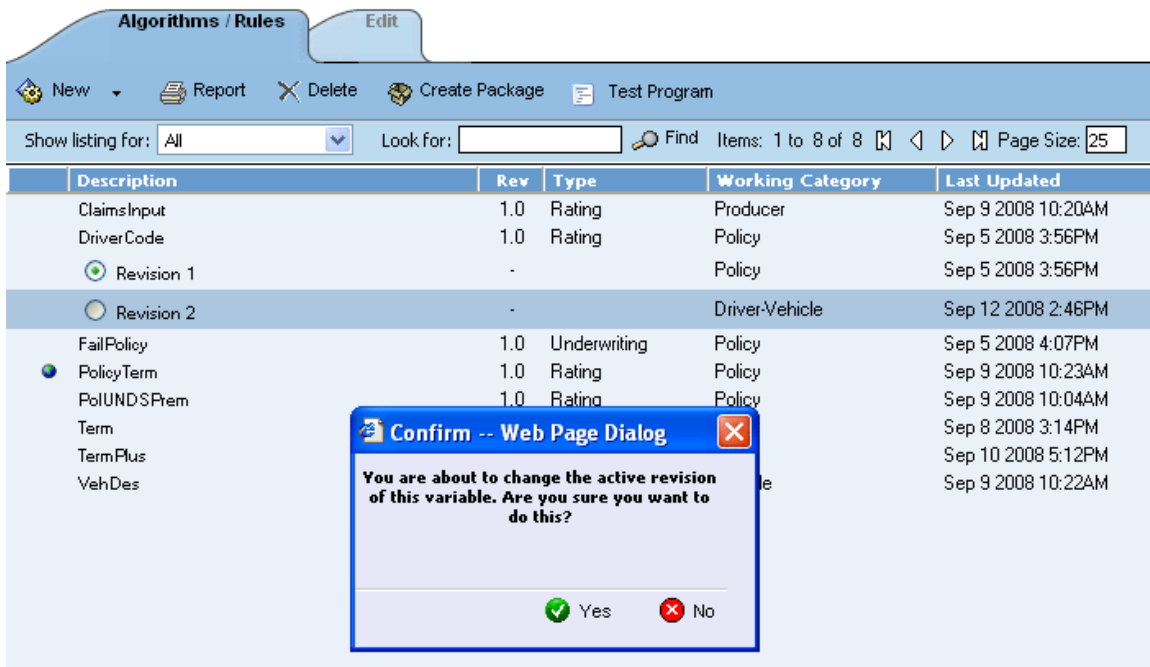 Algorithms / Rules Edit
New Report Delete Create Package Test Program
Show listing for: All Look for: Find Items: 1 to 8 of 8 Page Size: 25
Description Rev Type Working Category Last Updated
ClaimsInput 1.0 Rating Producer Sep 9 2008 10:20AM
DriverCode 1.0 Rating Policy Sep 5 2008 3:56PM
Revision 1 - Policy Sep 5 2008 3:56PM
Revision 2 - Driver-Vehicle Sep 12 2008 2:46PM
FailPolicy 1.0 Underwriting Policy Sep 5 2008 4:07PM
PolicyTerm 1.0 Rating Policy Sep 9 2008 10:23AM
PolUNDSPrem 1.0 Rating Policy Sep 9 2008 10:04AM
Term Sep 8 2008 3:14PM
TermPlus Sep 10 2008 5:12PM
VehDes le Sep 9 2008 10:22AM
Confirm -- Web Page Dialog
You are about to change the active revision
of this variable. Are you sure you want to
do this?
Yes No